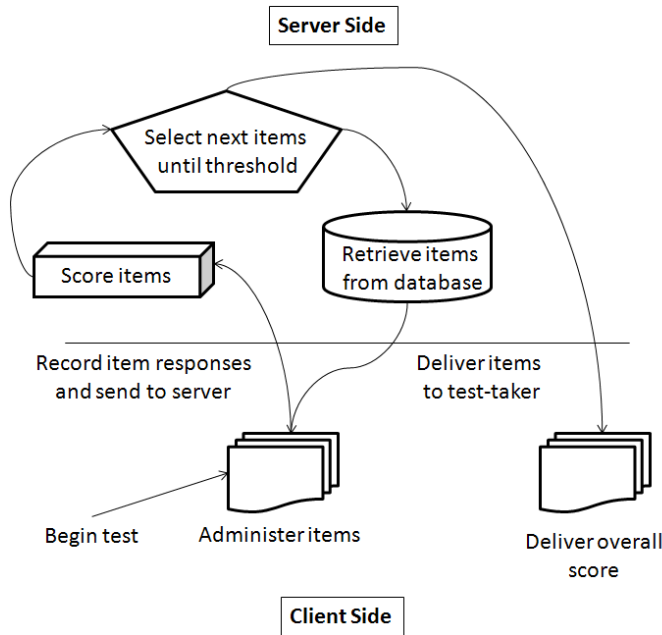 Server Side
Select next items
until threshold
Retrieve items
from database
Score items
Record item responses
and send to server
Deliver items
to test-taker
Begin test
Administer items
Deliver overall
score
Client Side